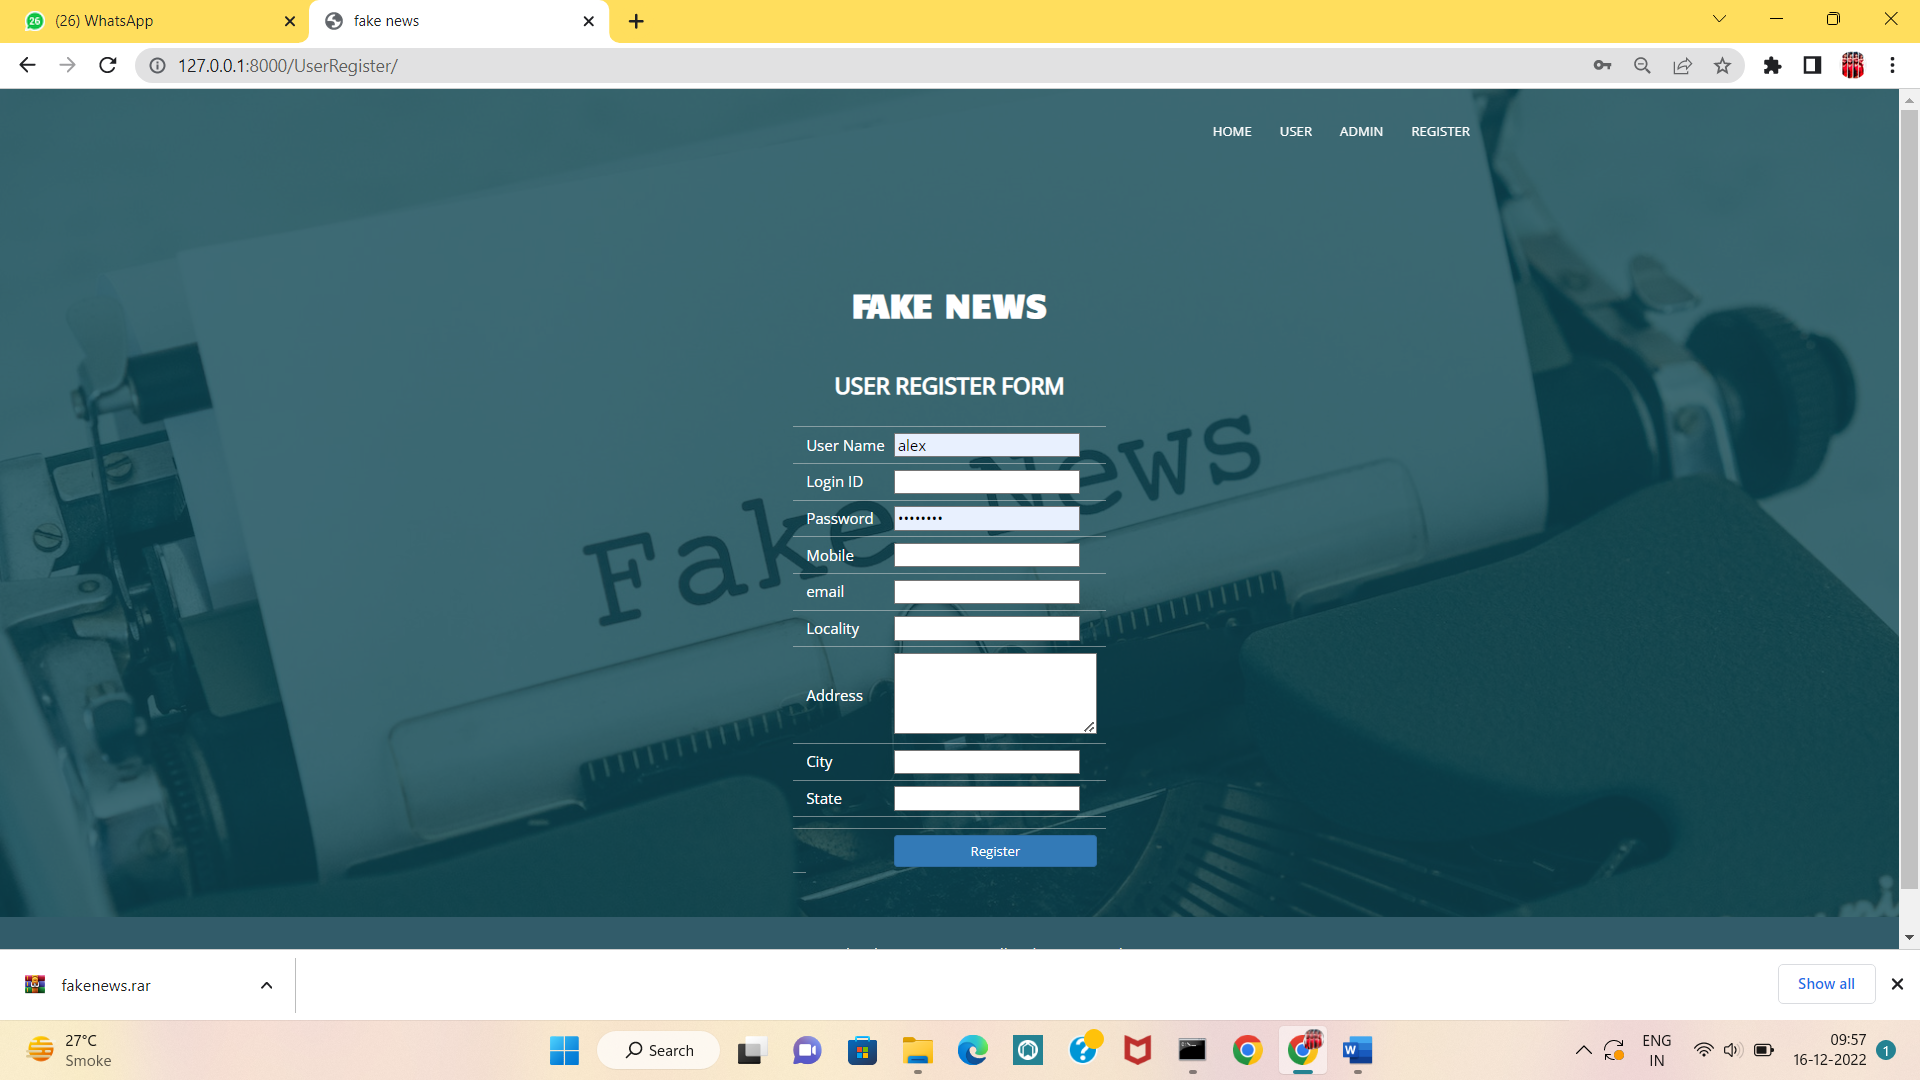 26
(26) WhatsApp
fake news
127.0.0.1:8000/UserRegister/
HOME
USER
ADMIN
REGISTER
FAKE NEWS
USER REGISTER FORM
Fake News
User Name
alex
Login ID
Password
••••••••
Mobile
email
Locality
Address
City
State
Register
fakenews.rar
Show all
27°C
Smoke
Search
ENG
IN
09:57
16-12-2022
1